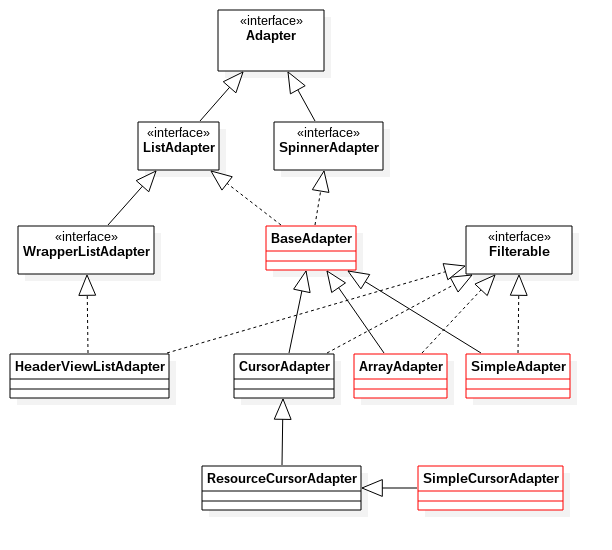 «interface»
Adapter
«interface»
ListAdapter
«interface»
SpinnerAdapter
«interface»
WrapperListAdapter
BaseAdapter
«interface»
Filterable
HeaderViewListAdapter
CursorAdapter
ArrayAdapter
SimpleAdapter
ResourceCursorAdapter
SimpleCursorAdapter